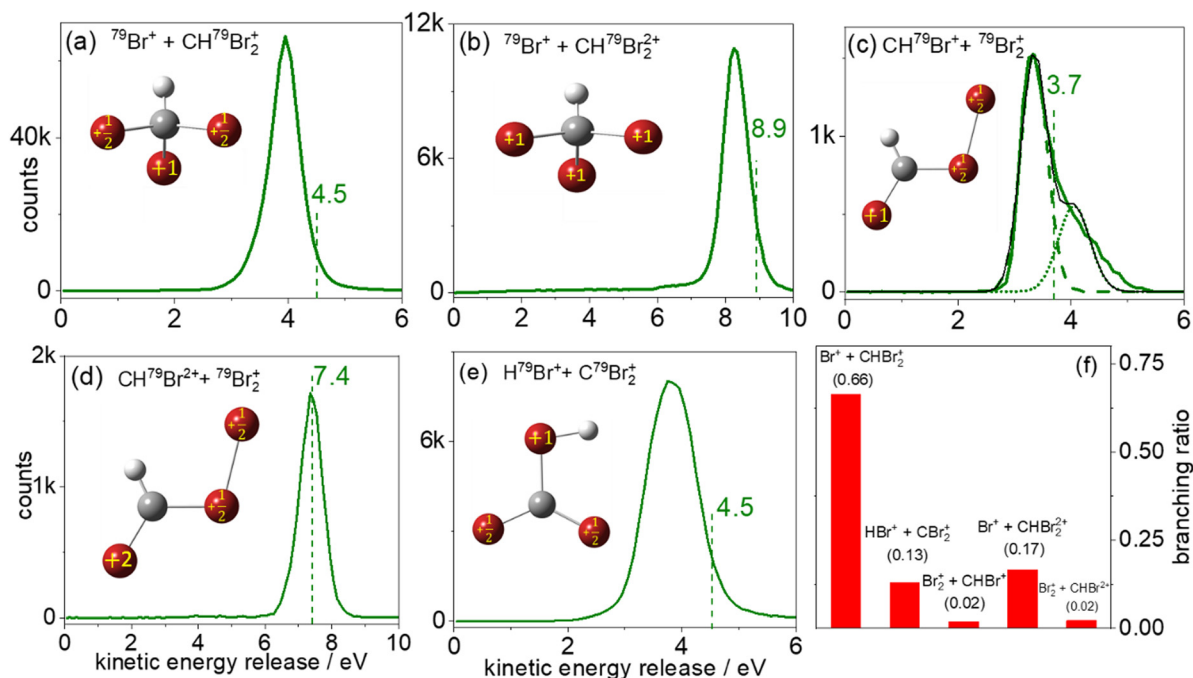 (a) ⁷⁹Br⁺ + CH⁷⁹Br₂⁺
40k
0
counts
+½ +½
+1
4.5
0 2 4 6
(b) ⁷⁹Br⁺ + CH⁷⁹Br₂²⁺
12k
6k
0
+1 +1
+1
8.9
0 2 4 6 8 10
(c) CH⁷⁹Br⁺ + ⁷⁹Br₂⁺
1k
0
3.7
+½
+½
+1
0 2 4 6
(d) CH⁷⁹Br²⁺ + ⁷⁹Br₂⁺
2k
1k
0
counts
7.4
+½
+½
+2
0 2 4 6 8 10
kinetic energy release / eV
(e) H⁷⁹Br⁺ + C⁷⁹Br₂⁺
6k
0
+1
+½ +½
4.5
0 2 4 6
kinetic energy release / eV
(f)
Br⁺ + CHBr₂⁺
(0.66)
HBr⁺ + CBr₂⁺
(0.13)
Br₂⁺ + CHBr⁺
(0.02)
Br⁺ + CHBr₂²⁺
(0.17)
Br₂⁺ + CHBr²⁺
(0.02)
0.75
0.50
0.25
0.00
branching ratio